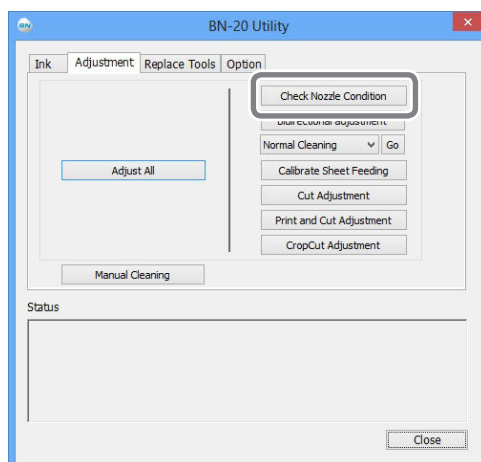 BN
BN-20 Utility
Ink Adjustment Replace Tools Option
Check Nozzle Condition
Bidirectional adjustment
Normal Cleaning Go
Adjust All
Calibrate Sheet Feeding
Cut Adjustment
Print and Cut Adjustment
CropCut Adjustment
Manual Cleaning
Status
Close